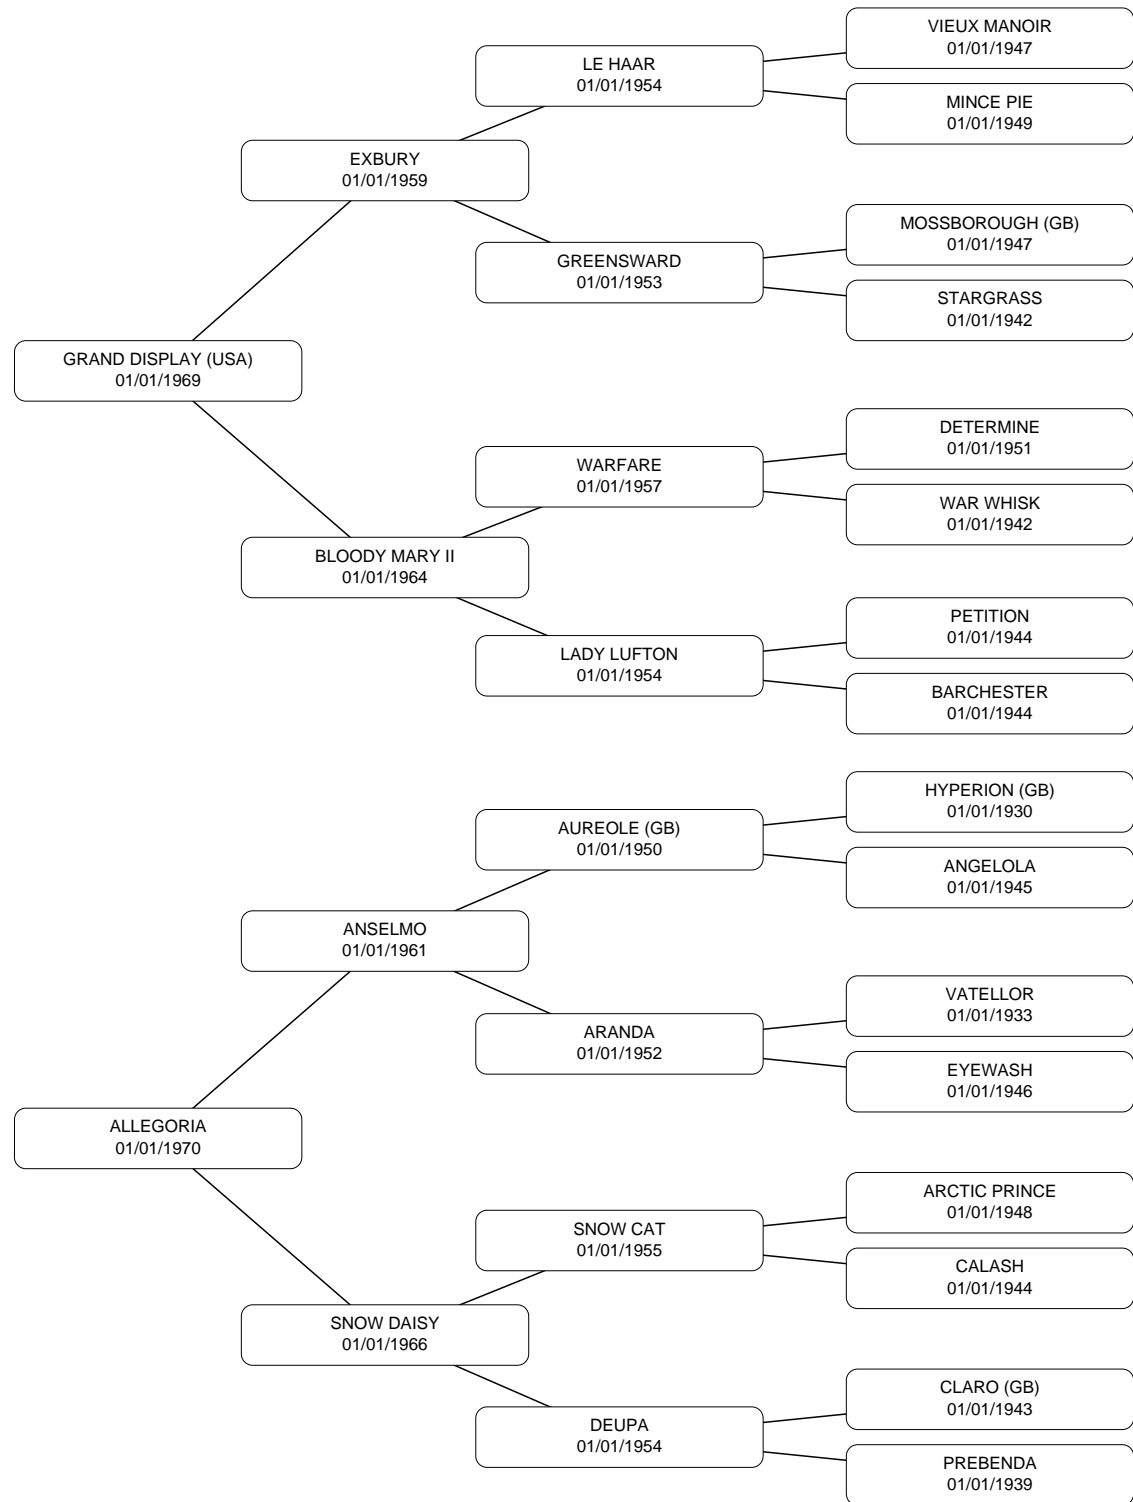 VIEUX MANOIR
01/01/1947
LE HAAR
01/01/1954
MINCE PIE
01/01/1949
EXBURY
01/01/1959
MOSSBOROUGH (GB)
01/01/1947
GREENSWARD
01/01/1953
STARGRASS
01/01/1942
GRAND DISPLAY (USA)
01/01/1969
DETERMINE
01/01/1951
WARFARE
01/01/1957
WAR WHISK
01/01/1942
BLOODY MARY II
01/01/1964
PETITION
01/01/1944
LADY LUFTON
01/01/1954
BARCHESTER
01/01/1944
HYPERION (GB)
01/01/1930
AUREOLE (GB)
01/01/1950
ANGELOLA
01/01/1945
ANSELMO
01/01/1961
VATELLOR
01/01/1933
ARANDA
01/01/1952
EYEWASH
01/01/1946
ALLEGORIA
01/01/1970
ARCTIC PRINCE
01/01/1948
SNOW CAT
01/01/1955
CALASH
01/01/1944
SNOW DAISY
01/01/1966
CLARO (GB)
01/01/1943
DEUPA
01/01/1954
PREBENDA
01/01/1939